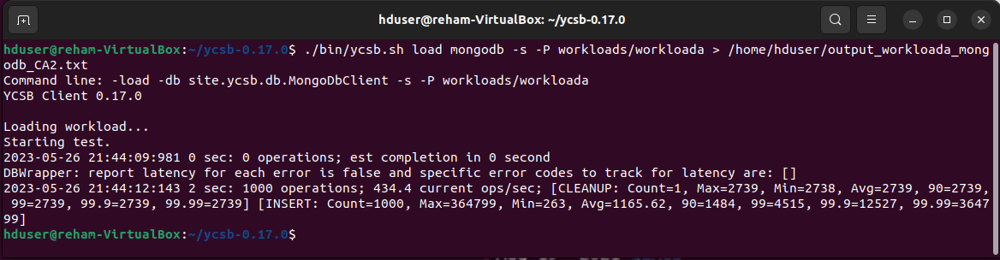 hduser@reham-VirtualBox: ~/ycsb-0.17.0
hduser@reham-VirtualBox:~/ycsb-0.17.0$ ./bin/ycsb.sh load mongodb -s -P workloads/workloada > /home/hduser/output_workloada_mong
odb_CA2.txt
Command line: -load -db site.ycsb.db.MongoDbClient -s -P workloads/workloada
YCSB Client 0.17.0

Loading workload...
Starting test.
2023-05-26 21:44:09:981 0 sec: 0 operations; est completion in 0 second
DBWrapper: report latency for each error is false and specific error codes to track for latency are: []
2023-05-26 21:44:12:143 2 sec: 1000 operations; 434.4 current ops/sec; [CLEANUP: Count=1, Max=2739, Min=2738, Avg=2739, 90=2739,
 99=2739, 99.9=2739, 99.99=2739] [INSERT: Count=1000, Max=364799, Min=263, Avg=1165.62, 90=1484, 99=4515, 99.9=12527, 99.99=3647
99]
hduser@reham-VirtualBox:~/ycsb-0.17.0$